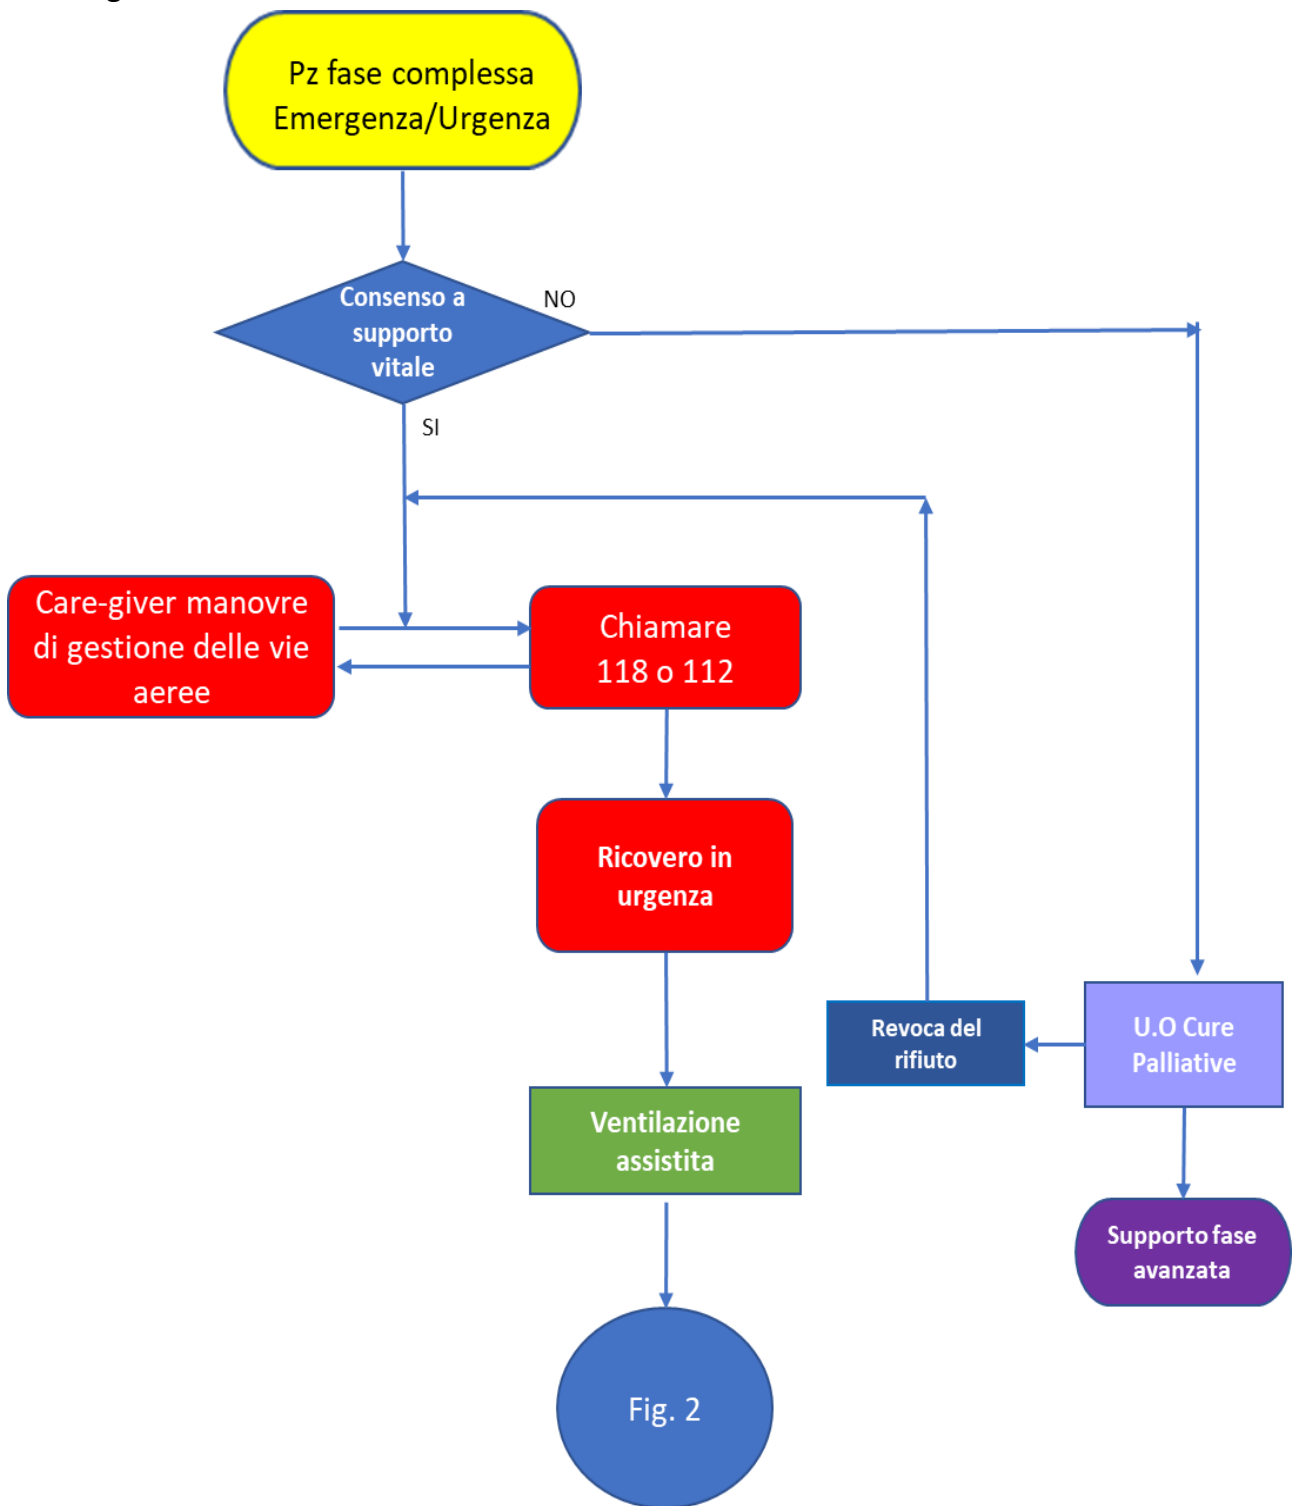 Pz fase complessa
Emergenza/Urgenza
Consenso a
supporto
vitale
NO
SI
Care-giver manovre
di gestione delle vie
aeree
Chiamare
118 o 112
Ricovero in
urgenza
Revoca del
rifiuto
U.O Cure
Palliative
Ventilazione
assistita
Supporto fase
avanzata
Fig. 2